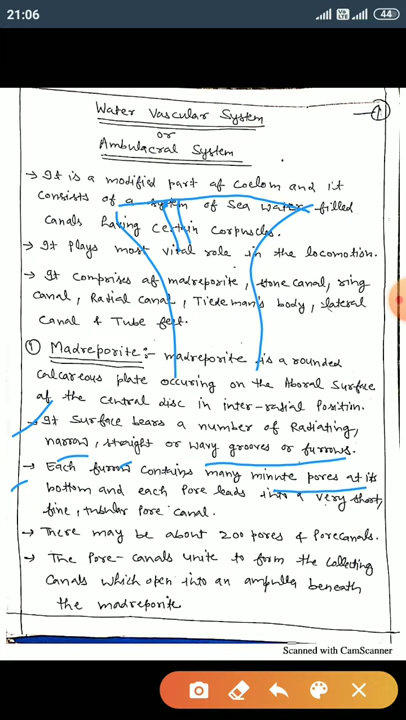 21:06
VoLTE
44
1
Water Vascular System
or
Ambulacral System
→ It is a modified part of Coelom and it
consists of a system of Sea water filled
Canals having Certain Corpuscles.
→ It plays most vital role in the locomotion.
→ It comprises of madreporite, stone canal, ring
canal, Radial canal, Tiedeman's body, lateral
Canal & Tube feet.
① Madreporite:- madreporite is a rounded
calcareous plate occuring on the Aboral Surface
of the central disc in inter-radial Position.
→ It Surface bears a number of Radiating,
narrow, straight or wavy grooves or furrows.
→ Each furrow contains many minute pores at its
bottom and each Pore leads into a very short,
fine, tubular Pore Canal.
→ There may be about 200 pores & Porecanals.
→ The Pore-Canals unite to form the Collecting
Canals which open into an ampulla beneath
the madreporite
Scanned with CamScanner